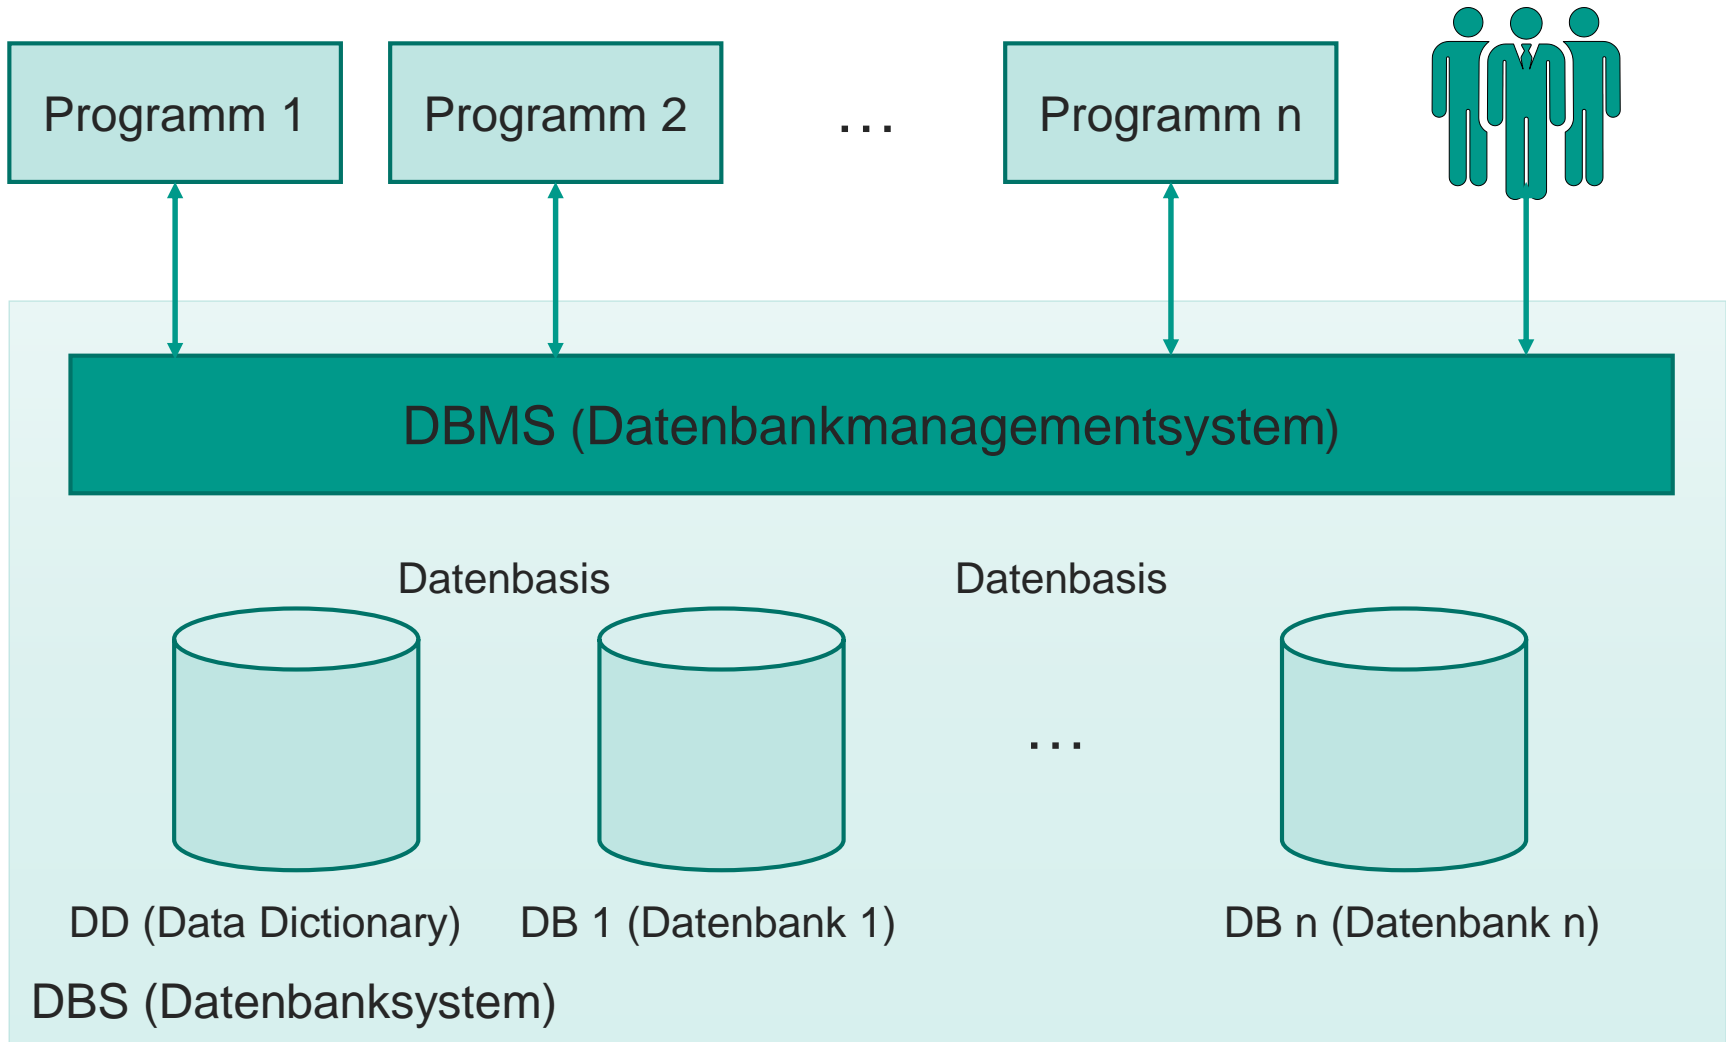 Programm 1
Programm 2
...
Programm n
DBMS (Datenbankmanagementsystem)
Datenbasis
Datenbasis
...
DD (Data Dictionary)
DB 1 (Datenbank 1)
DB n (Datenbank n)
DBS (Datenbanksystem)